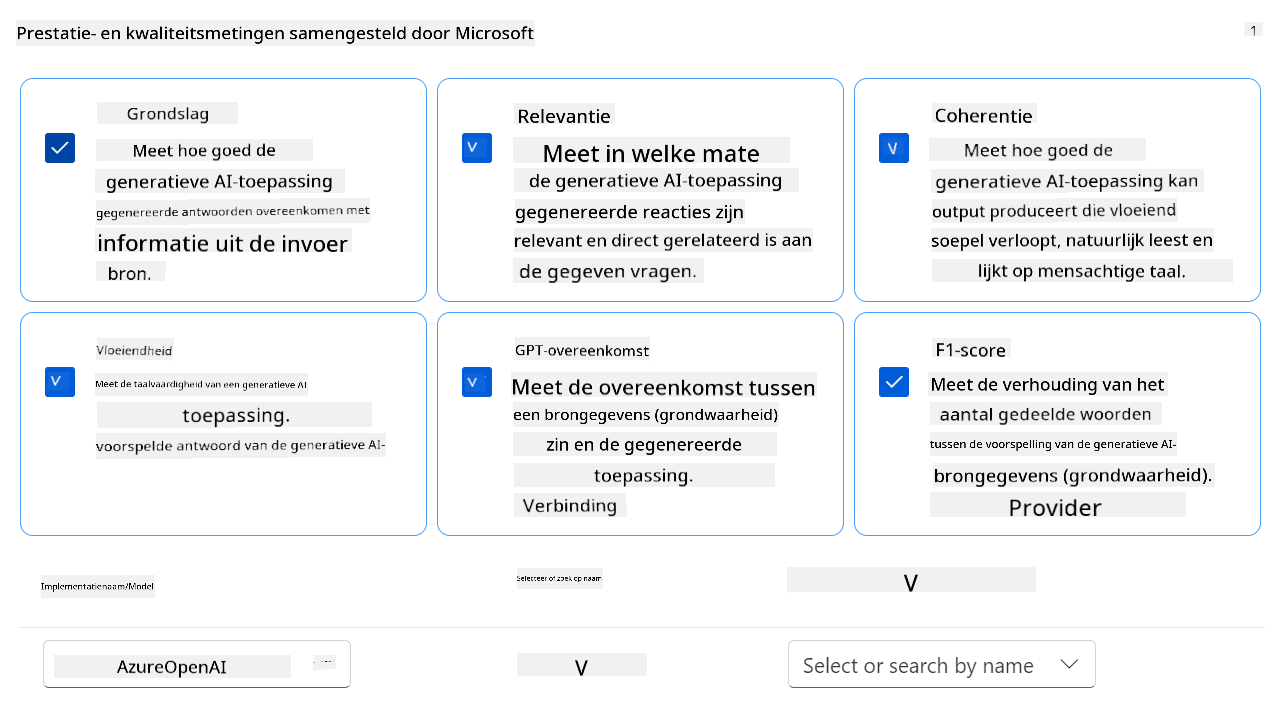 Prestatie- en kwaliteitsmetingen samengesteld door Microsoft
1
Grondslag
Meet hoe goed de
generatieve AI-toepassing
gegenereerde antwoorden overeenkomen met
informatie uit de invoer
bron.
Relevantie
Meet in welke mate
de generatieve AI-toepassing
gegenereerde reacties zijn
relevant en direct gerelateerd is aan
de gegeven vragen.
Coherentie
Meet hoe goed de
generatieve AI-toepassing kan
output produceert die vloeiend
soepel verloopt, natuurlijk leest en
lijkt op mensachtige taal.
Vloeiendheid
Meet de taalvaardigheid van een generatieve AI
toepassing.
voorspelde antwoord van de generatieve AI-
GPT-overeenkomst
Meet de overeenkomst tussen
een brongegevens (grondwaarheid)
zin en de gegenereerde
toepassing.
Verbinding
F1-score
Meet de verhouding van het
aantal gedeelde woorden
tussen de voorspelling van de generatieve AI-
brongegevens (grondwaarheid).
Provider
Implementatienaam/Model
Selecteer of zoek op naam
V
AzureOpenAI
V
Select or search by name